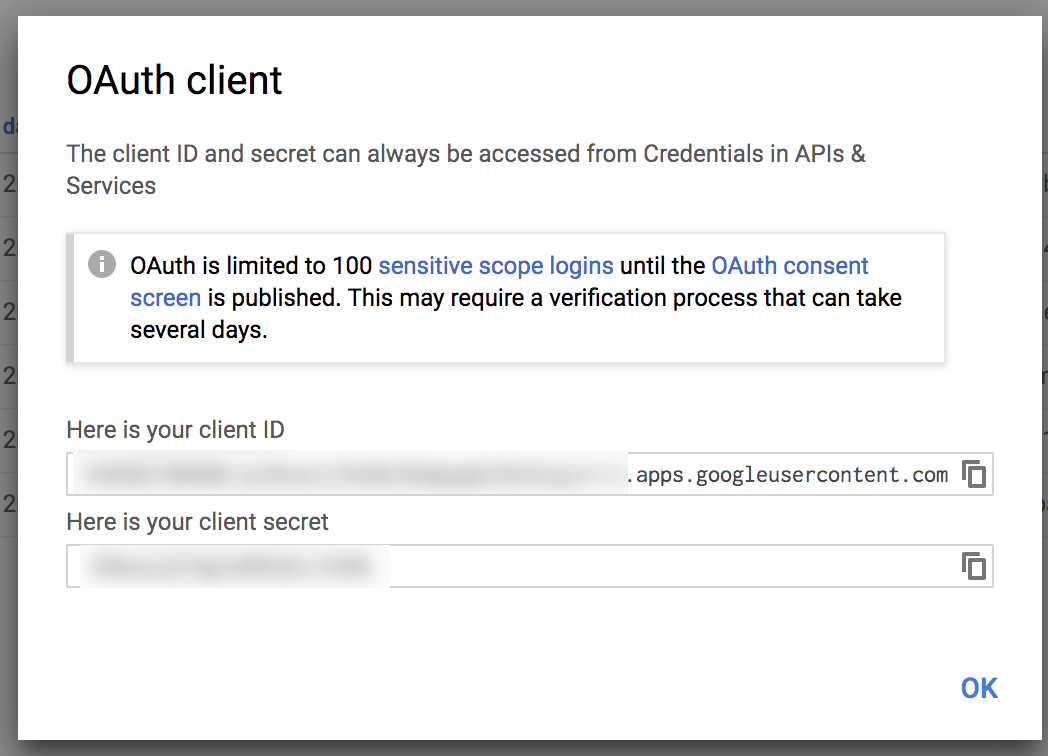 OAuth client
The client ID and secret can always be accessed from Credentials in APIs &
Services
OAuth is limited to 100 sensitive scope logins until the OAuth consent
screen is published. This may require a verification process that can take
several days.
Here is your client ID
.apps.googleusercontent.com
Here is your client secret
OK